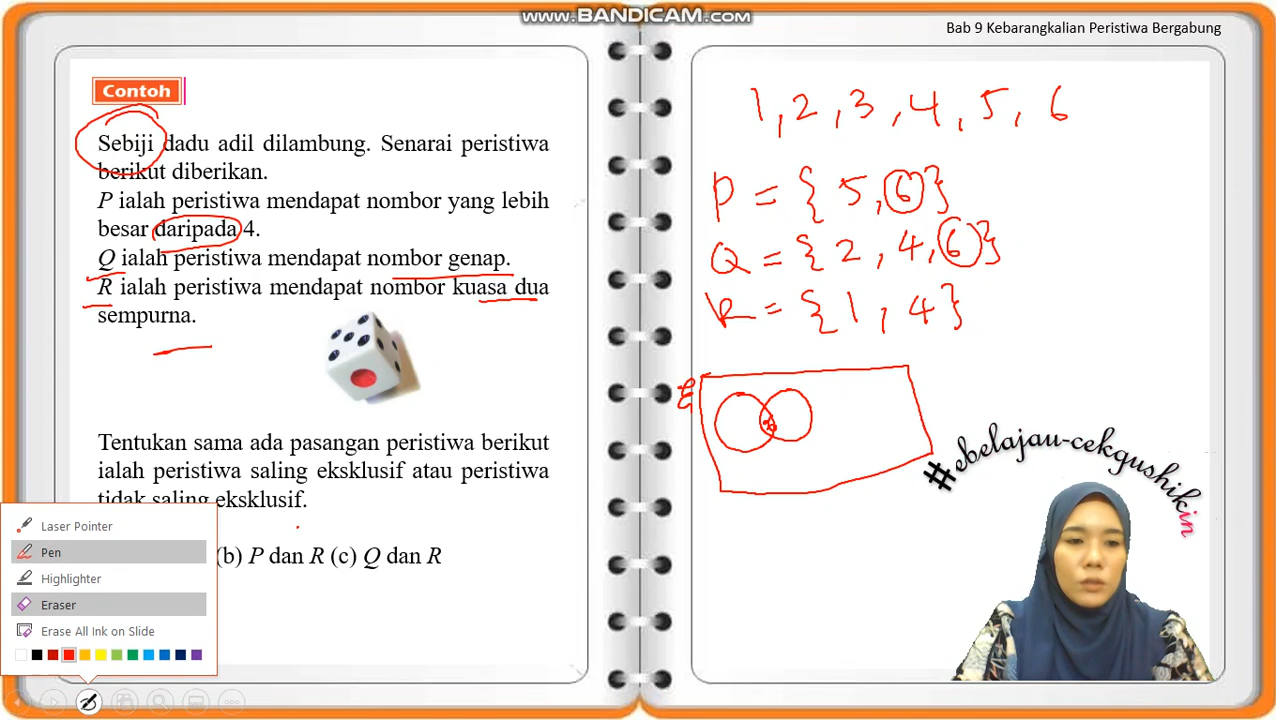 www.BANDICAM.com
Bab 9 Kebarangkalian Peristiwa Bergabung
Contoh
Sebiji dadu adil dilambung. Senarai peristiwa
berikut diberikan.
P ialah peristiwa mendapat nombor yang lebih
besar daripada 4.
Q ialah peristiwa mendapat nombor genap.
R ialah peristiwa mendapat nombor kuasa dua
sempurna.
Tentukan sama ada pasangan peristiwa berikut
ialah peristiwa saling eksklusif atau peristiwa
tidak saling eksklusif.
(b) P dan R (c) Q dan R
Laser Pointer
Pen
Highlighter
Eraser
Erase All Ink on Slide
1, 2, 3, 4, 5, 6
P = { 5, 6 }
Q = { 2, 4, 6 }
R = { 1, 4 }
ξ
#ebelajau-cekgushikin